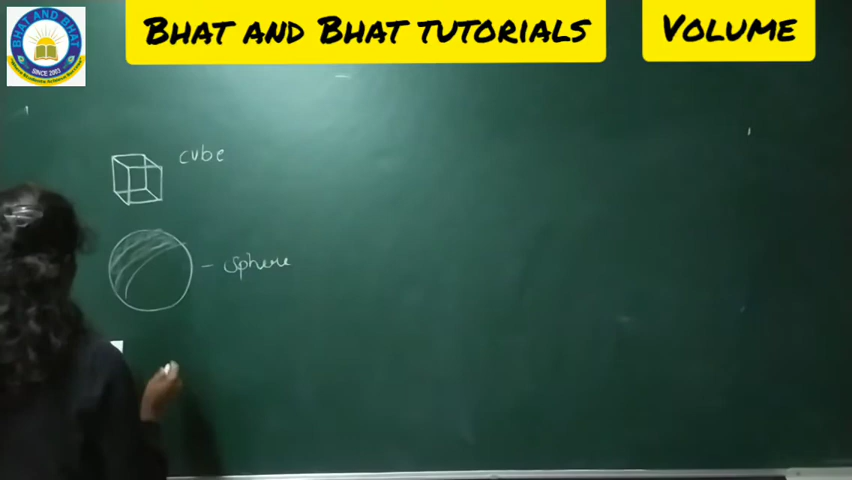 BHAT AND BHAT
SINCE 2003
BHAT AND BHAT TUTORIALS
VOLUME
cube
- sphere